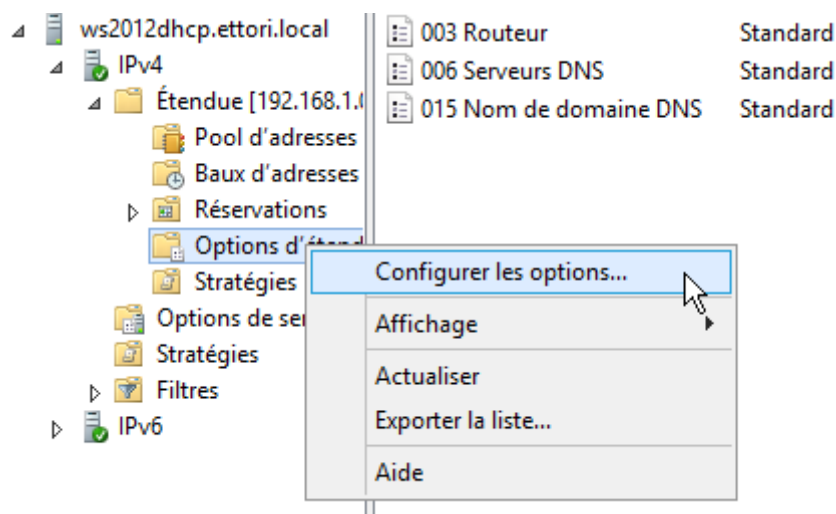 ws2012dhcp.ettori.local
IPv4
Étendue [192.168.1.
Pool d'adresses
Baux d'adresses
Réservations
Options d'étend
Stratégies
Options de ser
Stratégies
Filtres
IPv6
003 Routeur Standard
006 Serveurs DNS Standard
015 Nom de domaine DNS Standard
Configurer les options...
Affichage
Actualiser
Exporter la liste...
Aide